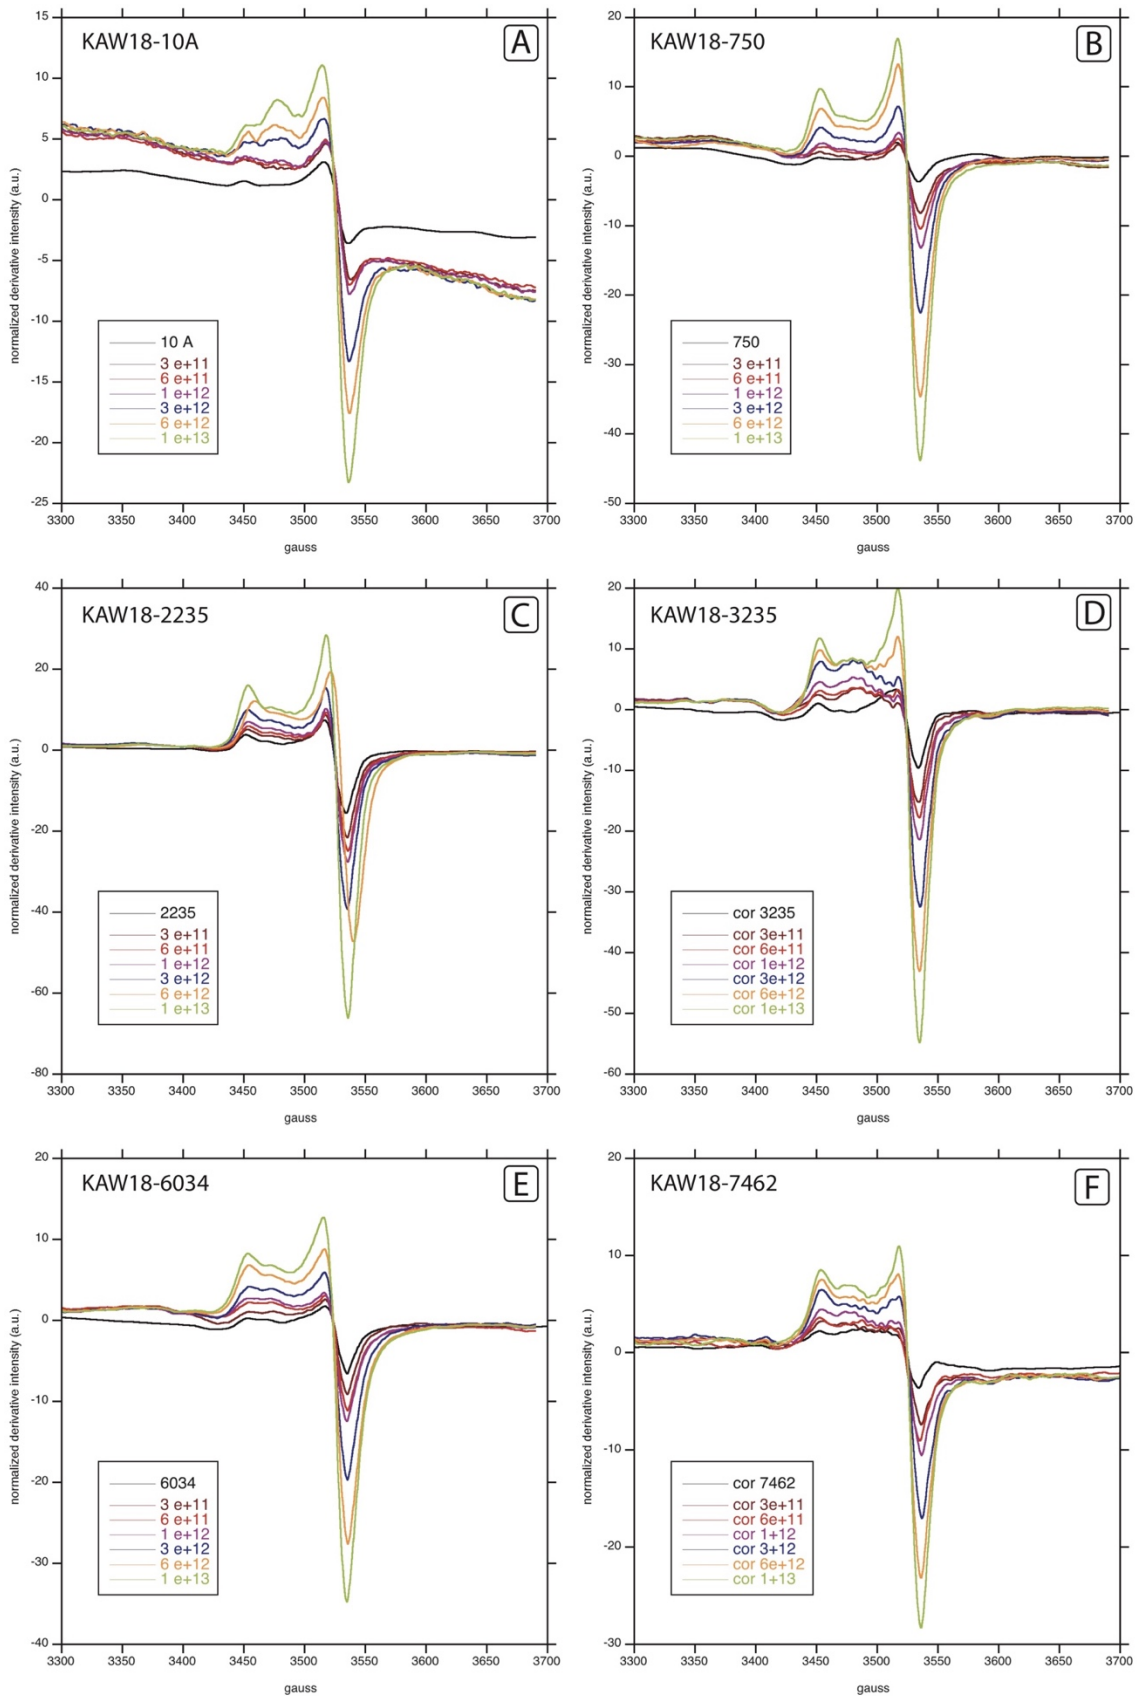 KAW18-10A
A
15
10
5
0
-5
-10
-15
-20
-25
normalized derivative intensity (a.u.)
10 A
3 e+11
6 e+11
1 e+12
3 e+12
6 e+12
1 e+13
3300 3350 3400 3450 3500 3550 3600 3650 3700
gauss
KAW18-750
B
20
10
0
-10
-20
-30
-40
-50
normalized derivative intensity (a.u.)
750
3 e+11
6 e+11
1 e+12
3 e+12
6 e+12
1 e+13
3300 3350 3400 3450 3500 3550 3600 3650 3700
gauss
KAW18-2235
C
40
20
0
-20
-40
-60
-80
normalized derivative intensity (a.u.)
2235
3 e+11
6 e+11
1 e+12
3 e+12
6 e+12
1 e+13
3300 3350 3400 3450 3500 3550 3600 3650 3700
gauss
KAW18-3235
D
20
10
0
-10
-20
-30
-40
-50
-60
normalized derivative intensity (a.u.)
cor 3235
cor 3e+11
cor 6e+11
cor 1e+12
cor 3e+12
cor 6e+12
cor 1e+13
3300 3350 3400 3450 3500 3550 3600 3650 3700
gauss
KAW18-6034
E
20
10
0
-10
-20
-30
-40
normalized derivative intensity (a.u.)
6034
3 e+11
6 e+11
1 e+12
3 e+12
6 e+12
1 e+13
3300 3350 3400 3450 3500 3550 3600 3650 3700
gauss
KAW18-7462
F
20
10
0
-10
-20
-30
normalized derivative intensity (a.u.)
cor 7462
cor 3e+11
cor 6e+11
cor 1+12
cor 3+12
cor 6e+12
cor 1+13
3300 3350 3400 3450 3500 3550 3600 3650 3700
gauss